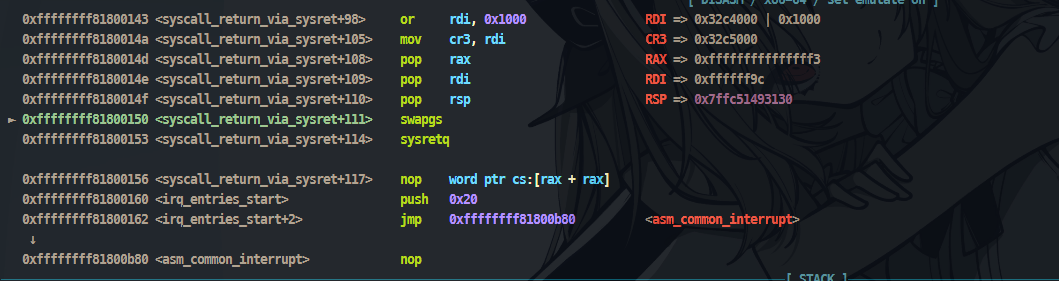 [ DISASM / x86-64 / set emulate on ]
0xffffffff81800143 <syscall_return_via_sysret+98> or rdi, 0x1000 RDI => 0x32c4000 | 0x1000
0xffffffff8180014a <syscall_return_via_sysret+105> mov cr3, rdi CR3 => 0x32c5000
0xffffffff8180014d <syscall_return_via_sysret+108> pop rax RAX => 0xfffffffffffffff3
0xffffffff8180014e <syscall_return_via_sysret+109> pop rdi RDI => 0xffffff9c
0xffffffff8180014f <syscall_return_via_sysret+110> pop rsp RSP => 0x7ffc51493130
► 0xffffffff81800150 <syscall_return_via_sysret+111> swapgs
0xffffffff81800153 <syscall_return_via_sysret+114> sysretq
0xffffffff81800156 <syscall_return_via_sysret+117> nop word ptr cs:[rax + rax]
0xffffffff81800160 <irq_entries_start> push 0x20
0xffffffff81800162 <irq_entries_start+2> jmp 0xffffffff81800b80 <asm_common_interrupt>
↓
0xffffffff81800b80 <asm_common_interrupt> nop
[ STACK ]